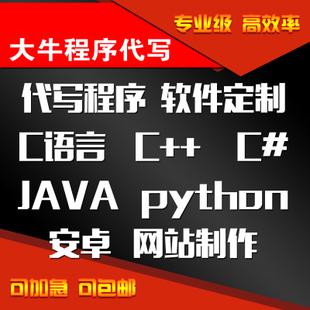 专业级 高效率
大牛程序代写
代写程序 软件定制
C语言 C++ C#
JAVA python
安卓 网站制作
可加急 可包邮